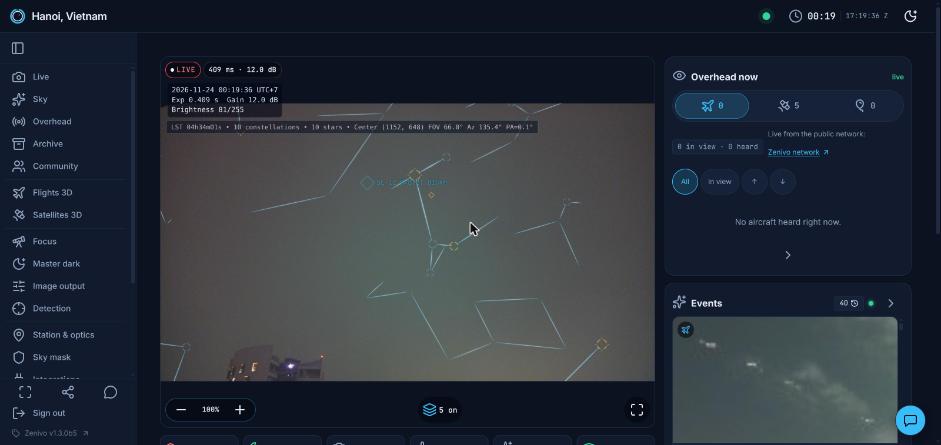 Hanoi, Vietnam
00:19
17:19:36 Z
Live
Sky
Overhead
Archive
Community
Flights 3D
Satellites 3D
Focus
Master dark
Image output
Detection
Station & optics
Sky mask
Sign out
Zenivo v1.3.0b5
LIVE
409 ms · 12.0 dB
2026-11-24 00:19:36 UTC+7
Exp 0.409 s Gain 12.0 dB
Brightness 81/255
LST 04h34m01s • 10 constellations • 10 stars • Center (1152, 648) FOV 66.0° Az 135.4° PA=0.1°
100%
5 on
Overhead now
live
0
5
0
0 in view · 0 heard
Live from the public network:
Zenivo network
All
In view
No aircraft heard right now.
Events
40